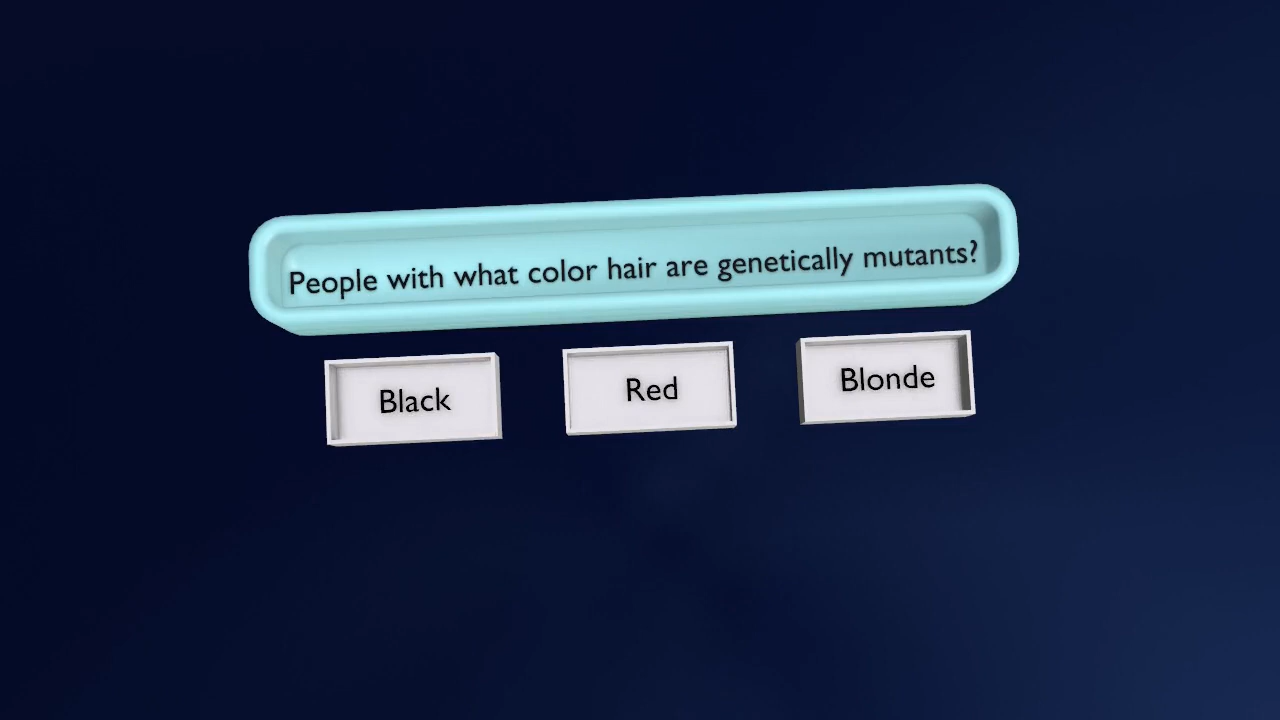 People with what color hair are genetically mutants?
Black
Red
Blonde